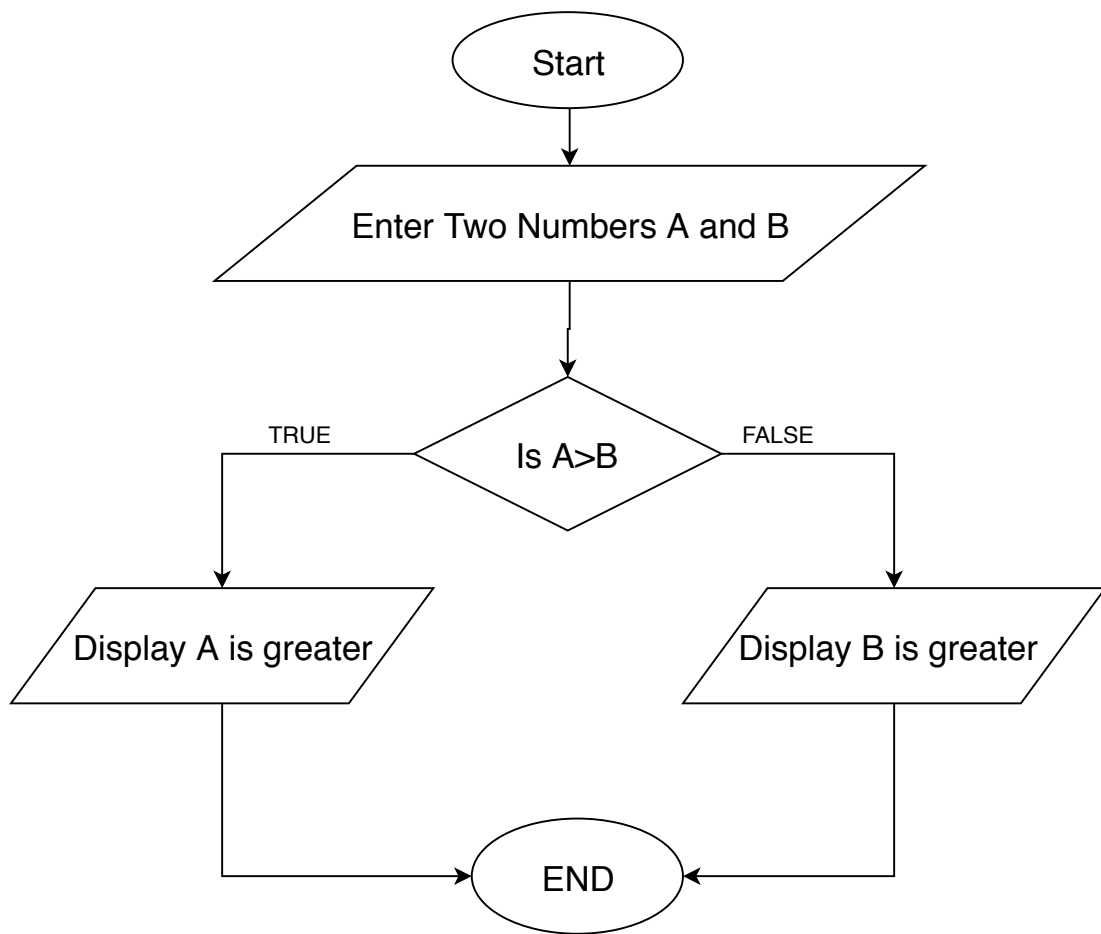 Start
Enter Two Numbers A and B
Is A>B
TRUE
FALSE
Display A is greater
Display B is greater
END